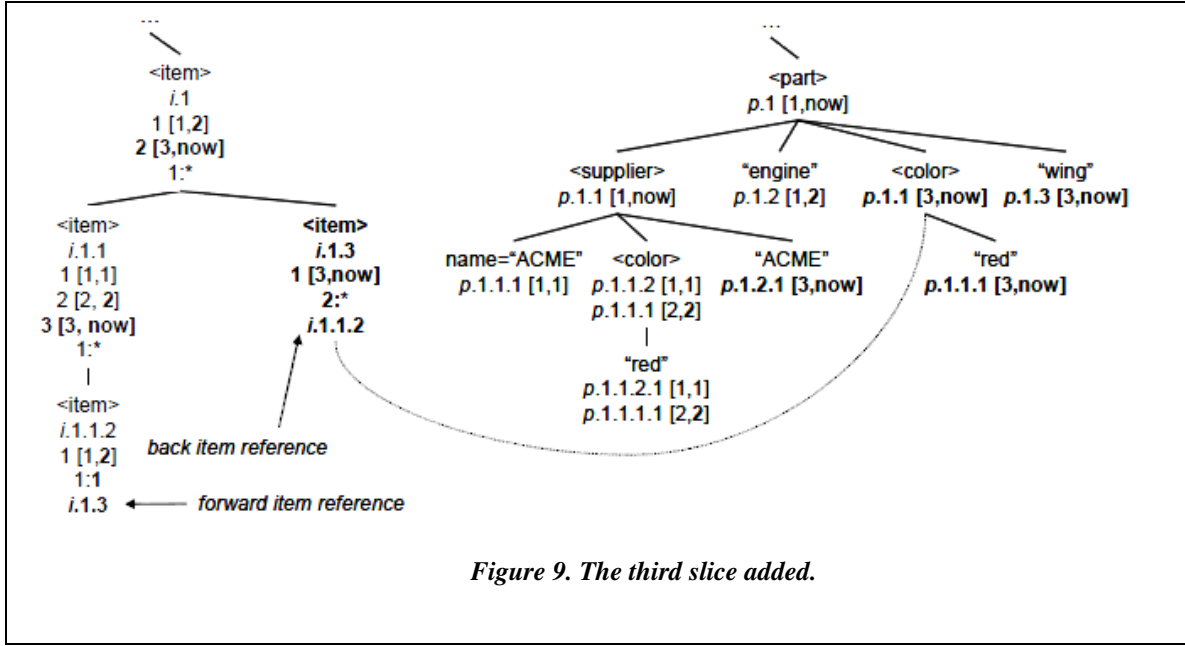 ...
<item>
i.1
1 [1,2]
2 [3,now]
1:*
<item>
i.1.1
1 [1,1]
2 [2, 2]
3 [3, now]
1:*
<item>
i.1.1.2
1 [1,2]
1:1
i.1.3
<item>
i.1.3
1 [3,now]
2:*
i.1.1.2
back item reference
forward item reference
...
<part>
p.1 [1,now]
<supplier>
p.1.1 [1,now]
"engine"
p.1.2 [1,2]
<color>
p.1.1 [3,now]
"wing"
p.1.3 [3,now]
name="ACME"
p.1.1.1 [1,1]
<color>
p.1.1.2 [1,1]
p.1.1.1 [2,2]
"ACME"
p.1.2.1 [3,now]
"red"
p.1.1.1 [3,now]
"red"
p.1.1.2.1 [1,1]
p.1.1.1.1 [2,2]
Figure 9. The third slice added.